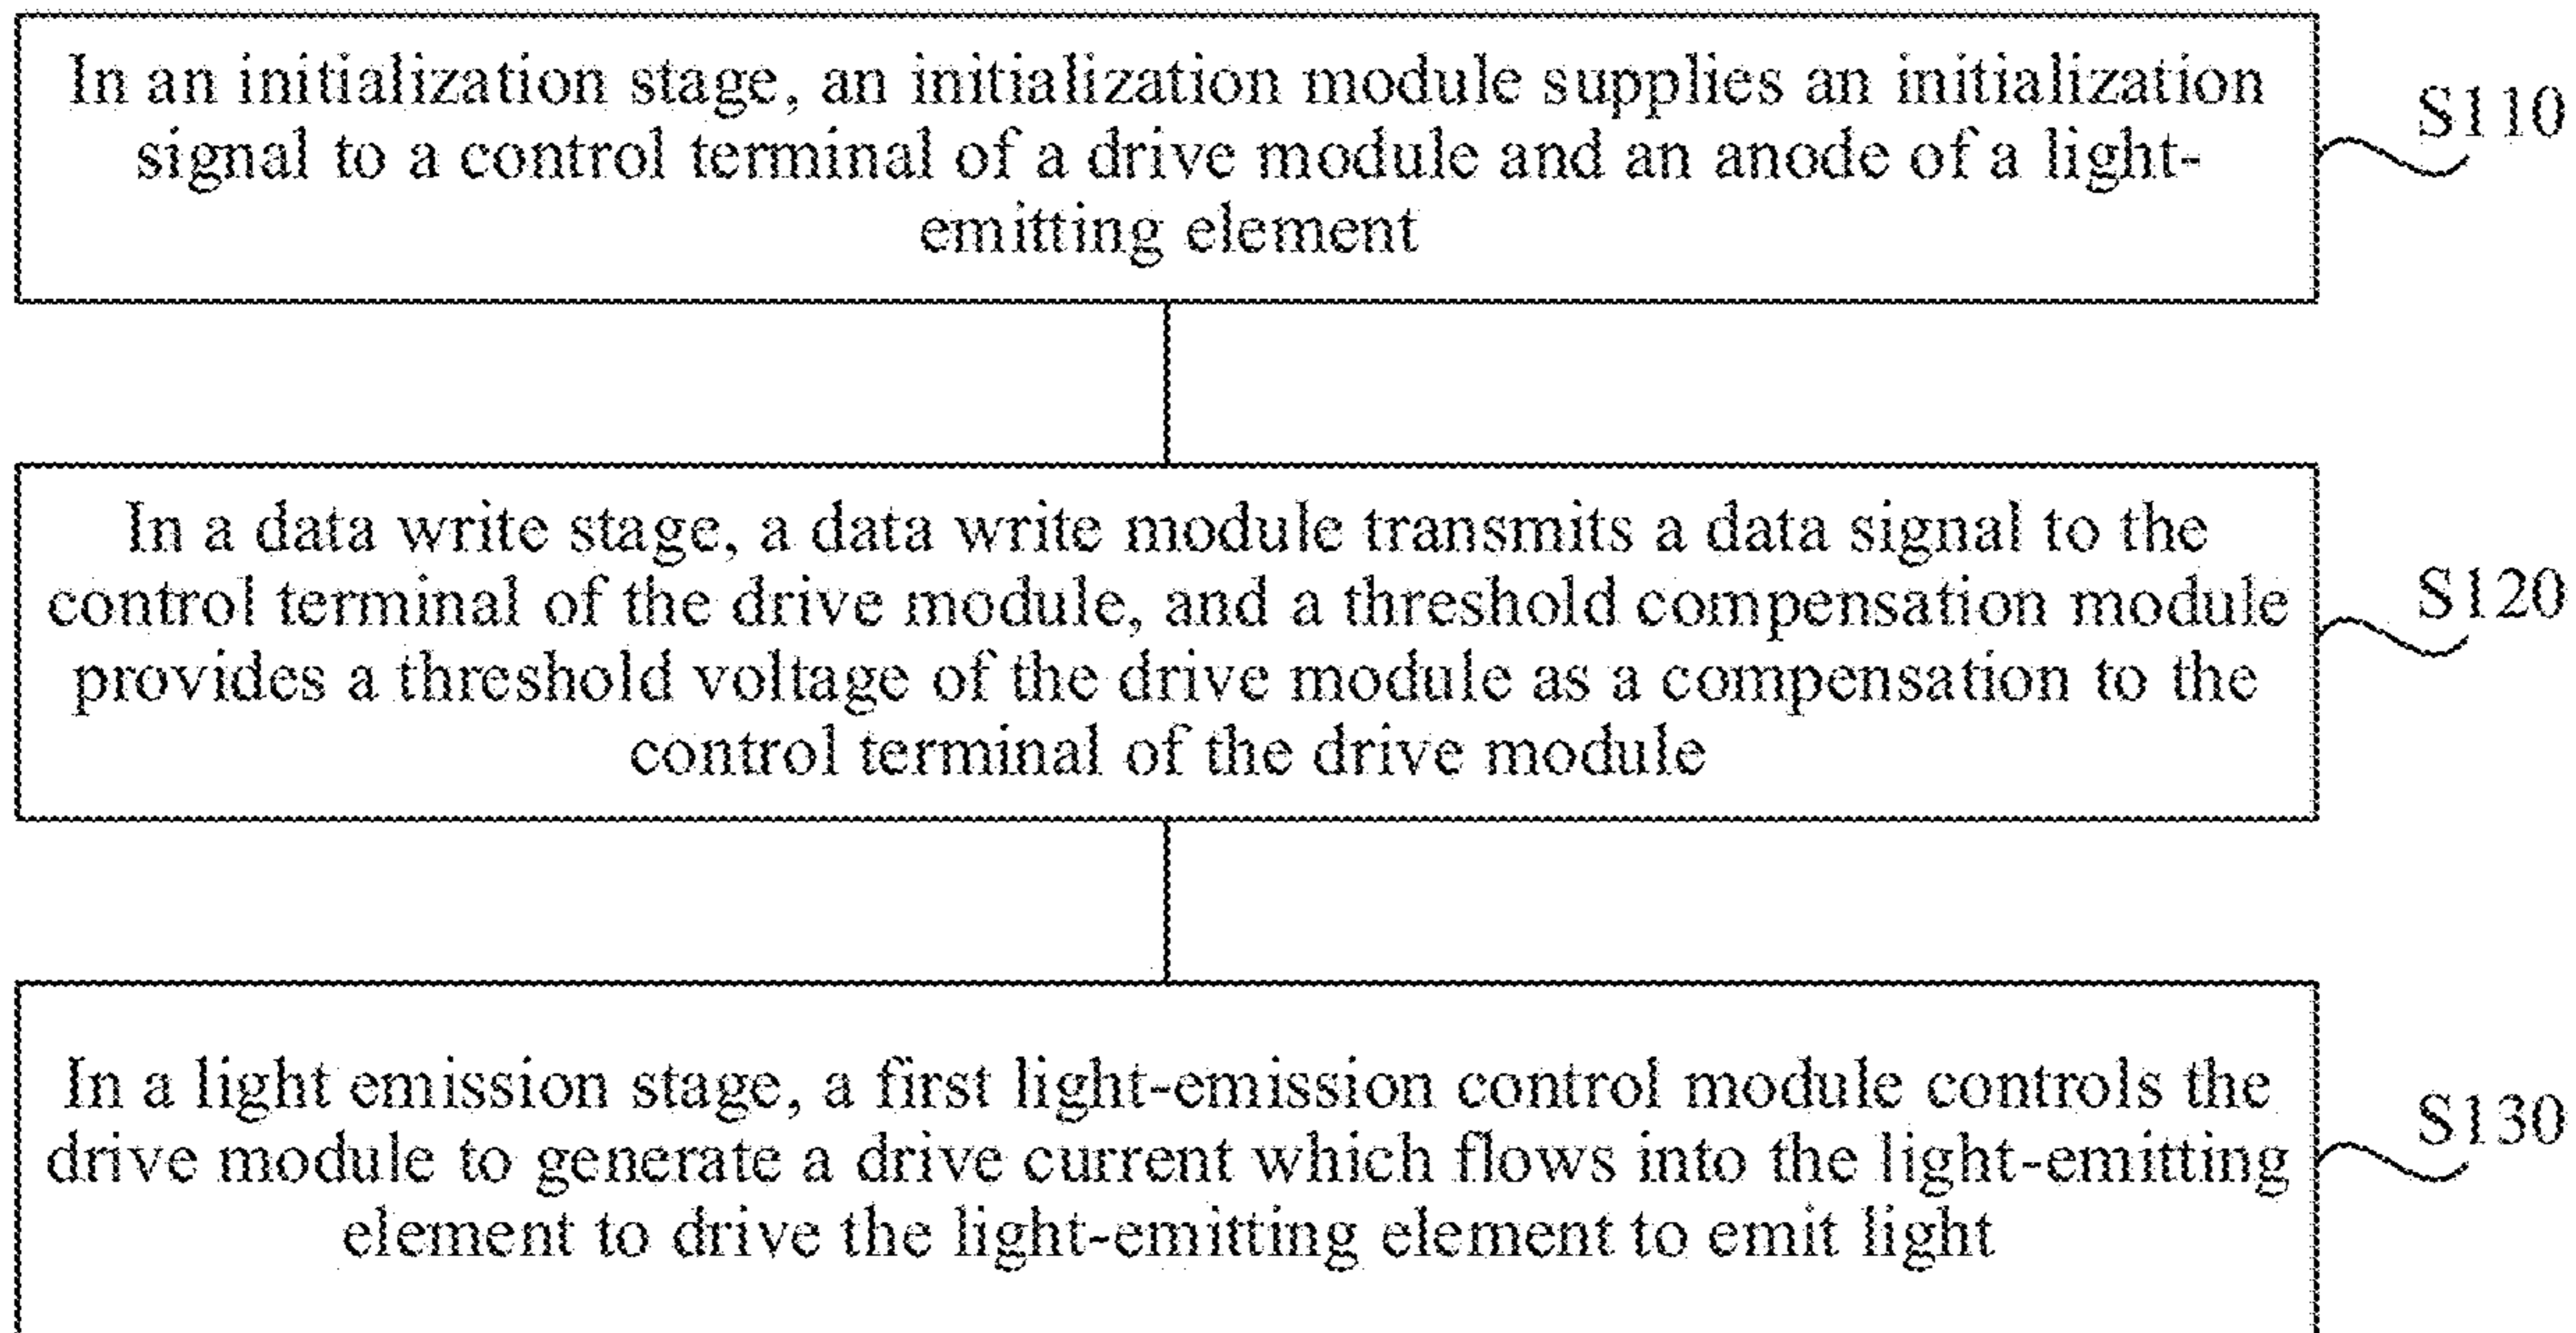 In an initialization stage, an initialization module supplies an initialization
signal to a control terminal of a drive module and an anode of a light-
emitting element
S110
In a data write stage, a data write module transmits a data signal to the
control terminal of the drive module, and a threshold compensation module
provides a threshold voltage of the drive module as a compensation to the
control terminal of the drive module
S120
In a light emission stage, a first light-emission control module controls the
drive module to generate a drive current which flows into the light-emitting
element to drive the light-emitting element to emit light
S130